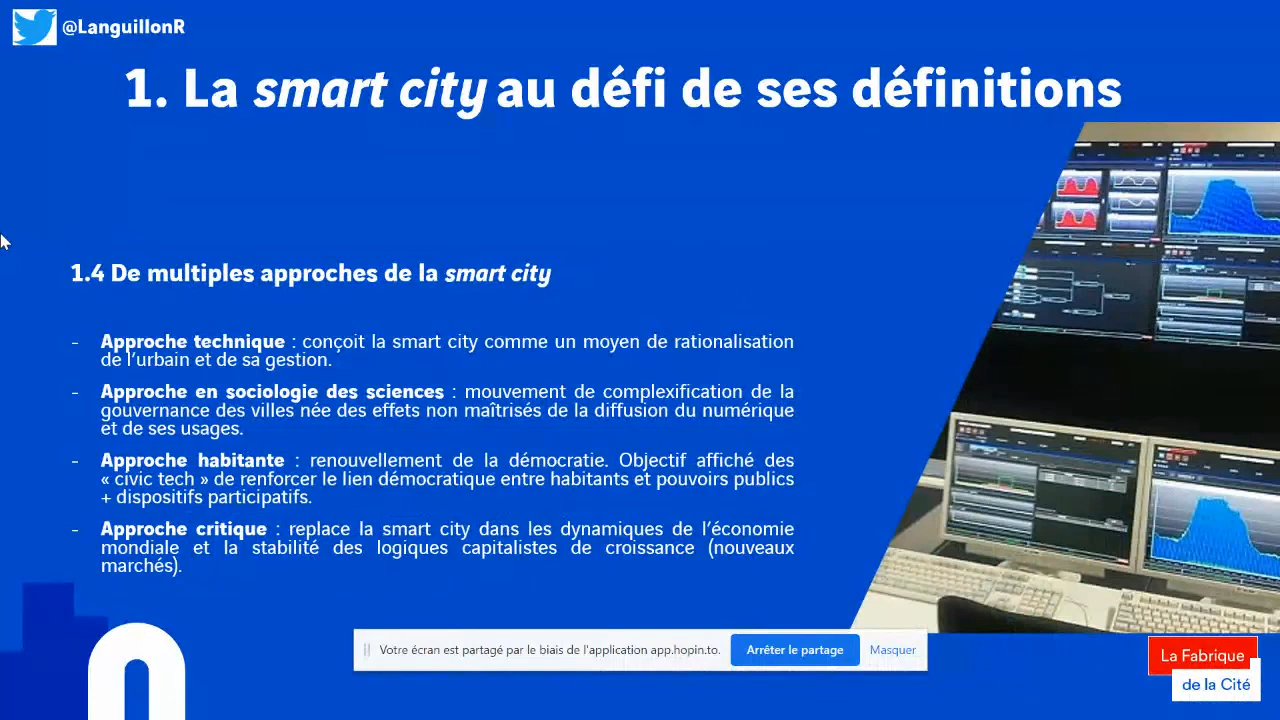 @LanguillonR
1. La smart city au défi de ses définitions
1.4 De multiples approches de la smart city
- Approche technique : conçoit la smart city comme un moyen de rationalisation
de l'urbain et de sa gestion.
- Approche en sociologie des sciences : mouvement de complexification de la
gouvernance des villes née des effets non maîtrisés de la diffusion du numérique
et de ses usages.
- Approche habitante : renouvellement de la démocratie. Objectif affiché des
« civic tech » de renforcer le lien démocratique entre habitants et pouvoirs publics
+ dispositifs participatifs.
- Approche critique : replace la smart city dans les dynamiques de l'économie
mondiale et la stabilité des logiques capitalistes de croissance (nouveaux
marchés).
Votre écran est partagé par le biais de l'application app.hopin.to.
Arrêter le partage
Masquer
La Fabrique
de la Cité